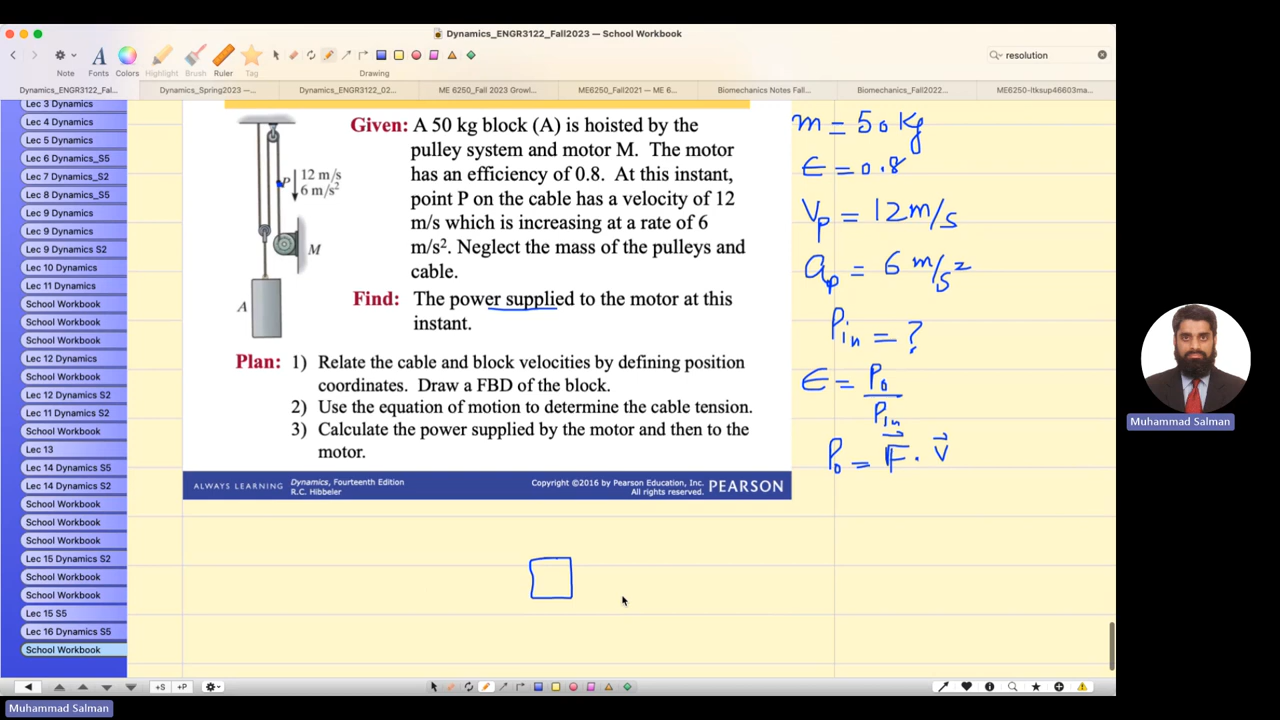 Dynamics_ENGR3122_Fall2023 — School Workbook
resolution
Note Fonts Colors Highlight Brush Ruler Tag Drawing
Dynamics_ENGR3122_Fal... Dynamics_Spring2023 —... Dynamics_ENGR3122_02... ME 6250_Fall 2023 Growl... ME6250_Fall2021 — ME 6... Biomechanics Notes Fall... Biomechanics_Fall2022... ME6250-ltksup46603ma...
Lec 3 Dynamics
Lec 4 Dynamics
Lec 5 Dynamics
Lec 6 Dynamics_S5
Lec 7 Dynamics_S2
Lec 8 Dynamics_S5
Lec 9 Dynamics
Lec 9 Dynamics
Lec 9 Dynamics S2
Lec 10 Dynamics
Lec 11 Dynamics
School Workbook
School Workbook
School Workbook
Lec 12 Dynamics
School Workbook
Lec 12 Dynamics S2
Lec 11 Dynamics S2
School Workbook
Lec 13
Lec 14 Dynamics S5
Lec 14 Dynamics S2
School Workbook
School Workbook
School Workbook
Lec 15 Dynamics S2
School Workbook
School Workbook
Lec 15 S5
Lec 16 Dynamics S5
School Workbook
P
12 m/s
6 m/s²
M
A
Given: A 50 kg block (A) is hoisted by the
pulley system and motor M. The motor
has an efficiency of 0.8. At this instant,
point P on the cable has a velocity of 12
m/s which is increasing at a rate of 6
m/s². Neglect the mass of the pulleys and
cable.
Find: The power supplied to the motor at this
instant.
Plan: 1) Relate the cable and block velocities by defining position
coordinates. Draw a FBD of the block.
2) Use the equation of motion to determine the cable tension.
3) Calculate the power supplied by the motor and then to the
motor.
ALWAYS LEARNING
Dynamics, Fourteenth Edition
R.C. Hibbeler
Copyright ©2016 by Pearson Education, Inc.
All rights reserved.
PEARSON
m = 50 Kg
ε = 0.8
Vp = 12 m/s
ap = 6 m/s²
Pin = ?
ε = Po / Pin
Po = F⃗ · v⃗
+S +P
Muhammad Salman
Muhammad Salman